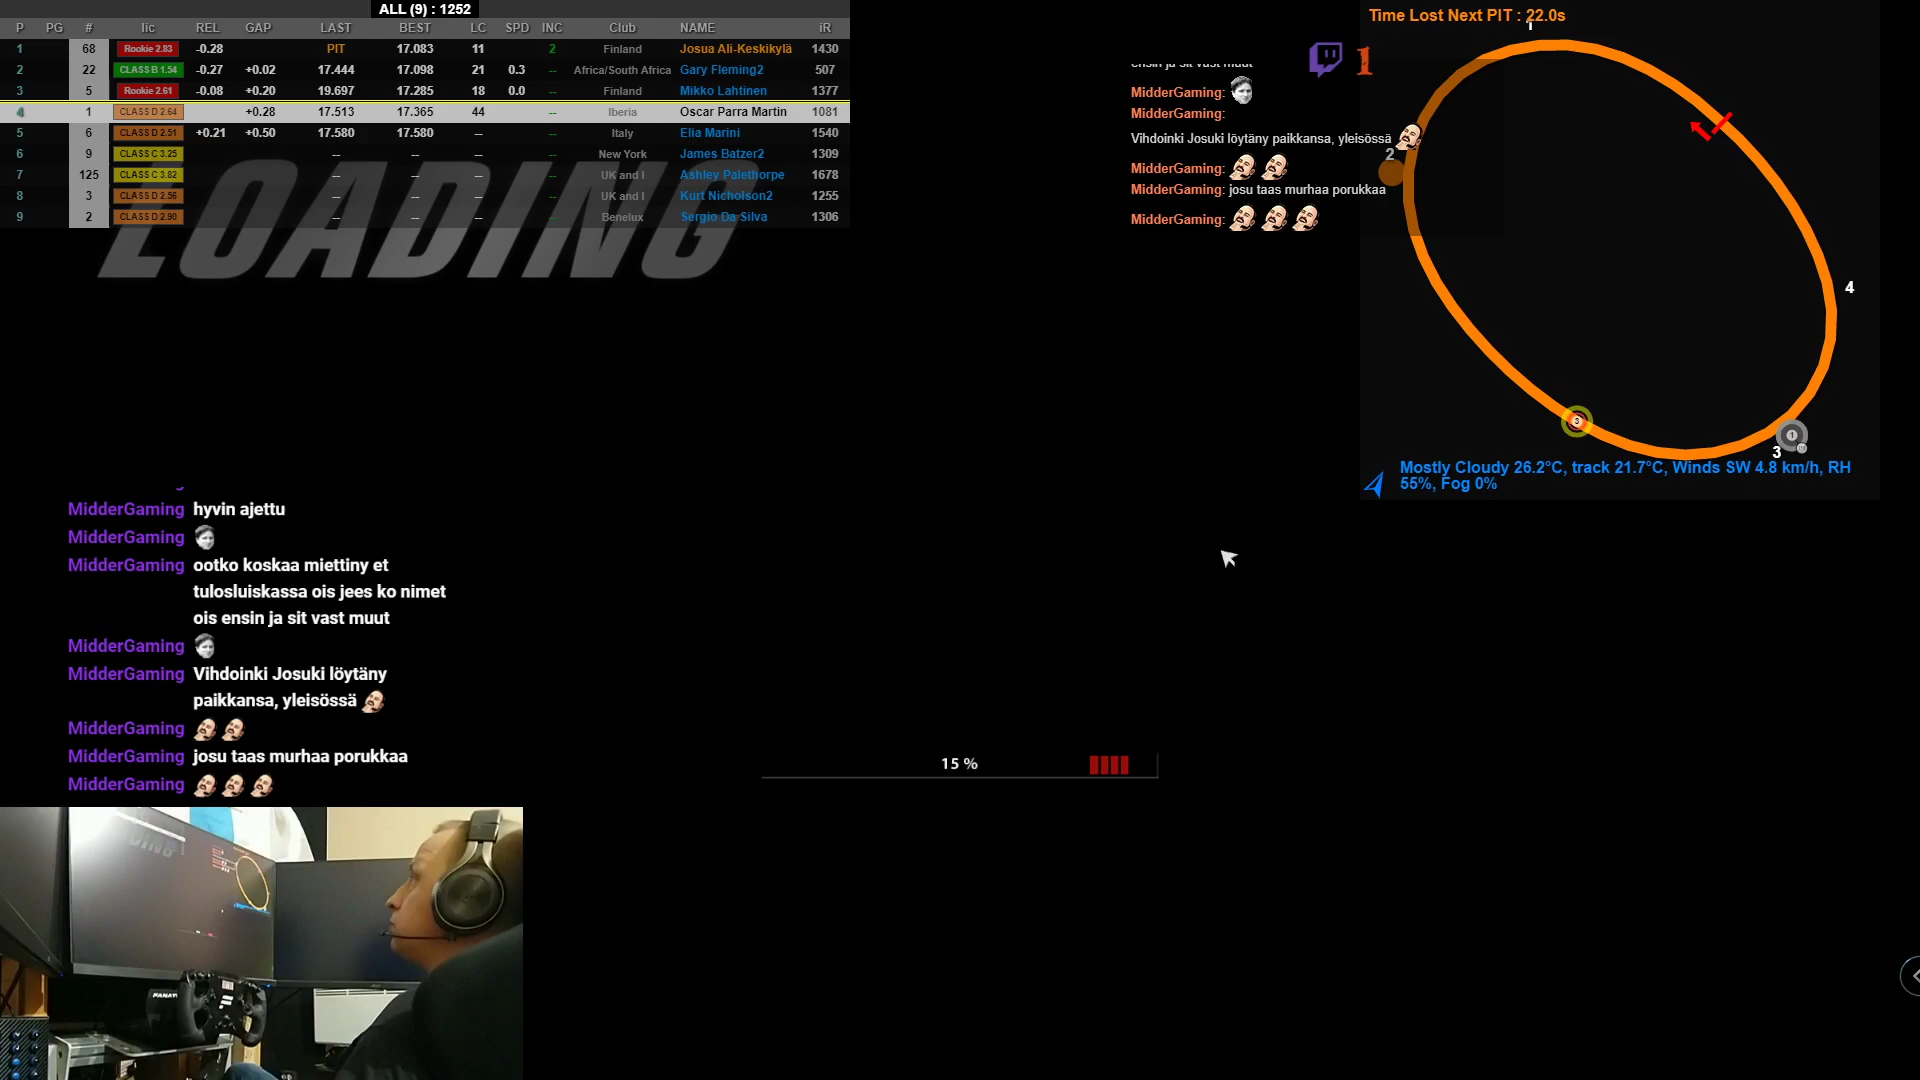 ALL (9) : 1252
P PG # lic REL GAP LAST BEST LC SPD INC Club NAME iR
1 68 Rookie 2.83 -0.28 PIT 17.083 11 2 Finland Josua Ali-Keskikylä 1430
2 22 CLASS B 1.54 -0.27 +0.02 17.444 17.098 21 0.3 -- Africa/South Africa Gary Fleming2 507
3 5 Rookie 2.61 -0.08 +0.20 19.697 17.285 18 0.0 -- Finland Mikko Lahtinen 1377
4 1 CLASS D 2.64 +0.28 17.513 17.365 44 -- Iberia Oscar Parra Martin 1081
5 6 CLASS D 2.51 +0.21 +0.50 17.580 17.580 -- -- Italy Elia Marini 1540
6 9 CLASS C 3.25 -- -- -- -- New York James Batzer2 1309
7 125 CLASS C 3.82 -- -- -- -- UK and I Ashley Palethorpe 1678
8 3 CLASS D 2.56 -- -- -- -- UK and I Kurt Nicholson2 1255
9 2 CLASS D 2.90 -- -- -- -- Benelux Sergio Da Silva 1306
LOADING
1
ensin ja sit vast muut
MidderGaming:
MidderGaming:
Vihdoinki Josuki löytäny paikkansa, yleisössä
MidderGaming:
MidderGaming: josu taas murhaa porukkaa
MidderGaming:
Time Lost Next PIT : 22.0s
1
2
4
3
1
3
Mostly Cloudy 26.2°C, track 21.7°C, Winds SW 4.8 km/h, RH
55%, Fog 0%
MidderGaming hyvin ajettu
MidderGaming
MidderGaming ootko koskaa miettiny et
tulosluiskassa ois jees ko nimet
ois ensin ja sit vast muut
MidderGaming
MidderGaming Vihdoinki Josuki löytäny
paikkansa, yleisössä
MidderGaming
MidderGaming josu taas murhaa porukkaa
MidderGaming
15 %